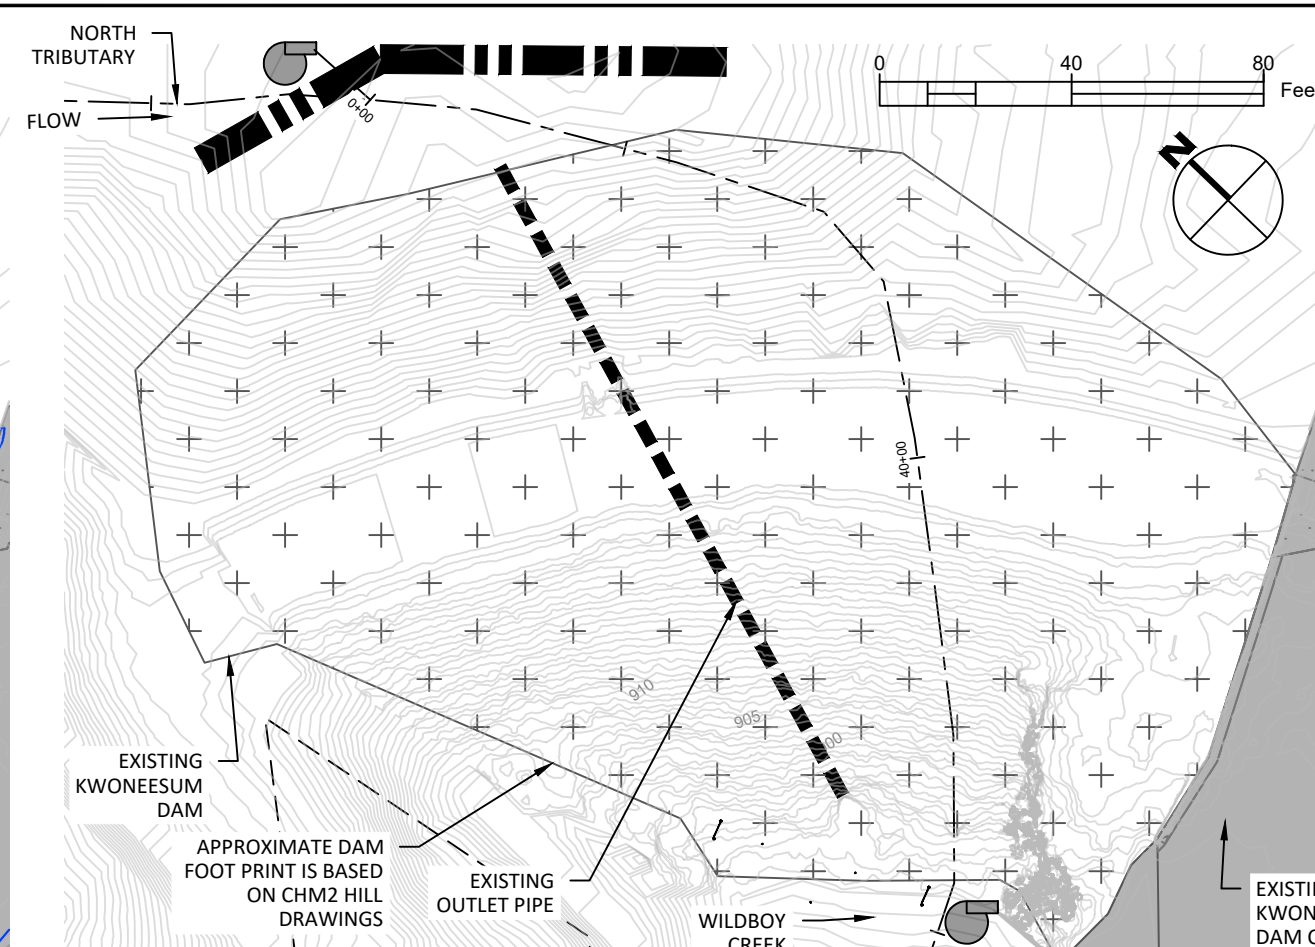 NORTH
TRIBUTARY
FLOW
0+00
0 40 80
Fee
N
40+00
910
905
00
EXISTING
KWONEESUM
DAM
APPROXIMATE DAM
FOOT PRINT IS BASED
ON CHM2 HILL
DRAWINGS
EXISTING
OUTLET PIPE
WILDBOY
CREEK
EXISTI
KWON
DAM